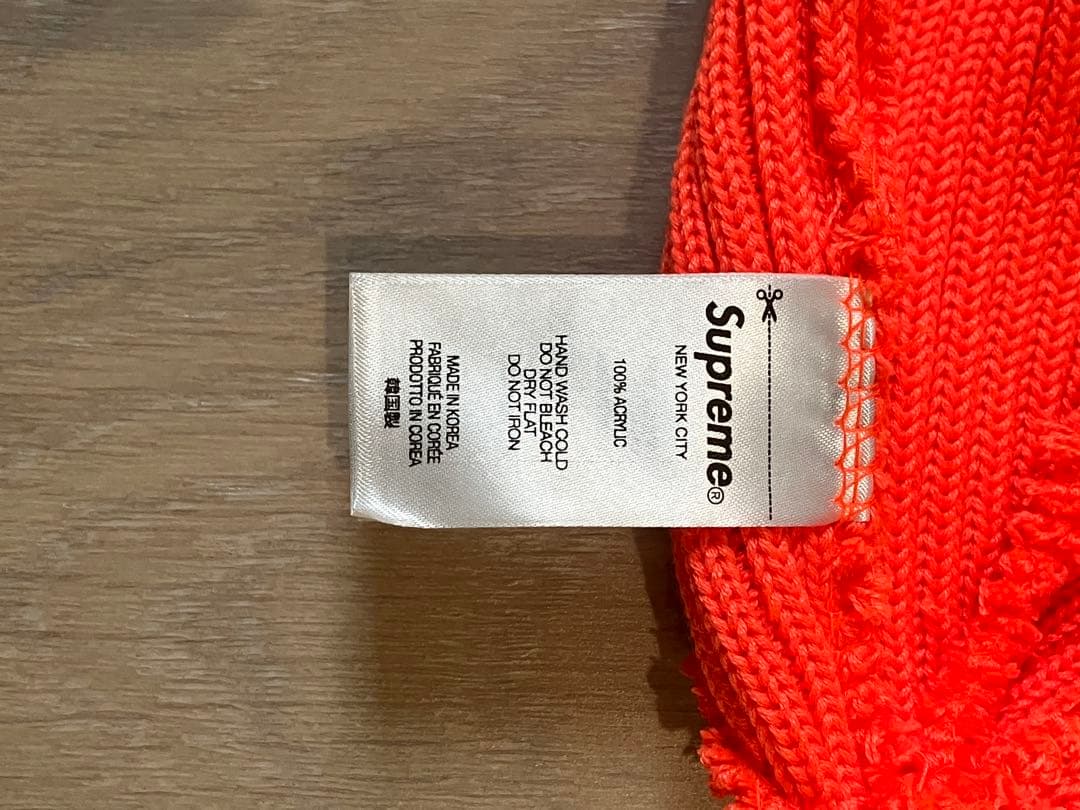 Supreme®
NEW YORK CITY
100% ACRYLIC
HAND WASH COLD
DO NOT BLEACH
DRY FLAT
DO NOT IRON
MADE IN KOREA
FABRIQUÉ EN CORÉE
PRODOTTO IN COREA
韓国製